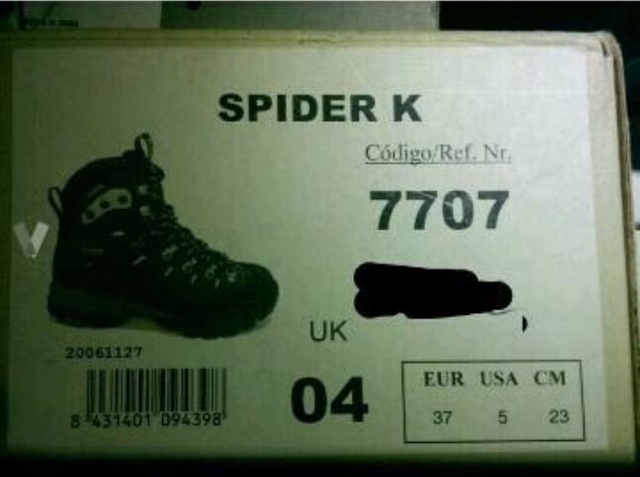 SPIDER K
Código/Ref. Nr.
7707
UK
04
20061127
8 431401 094398
EUR USA CM
37 5 23